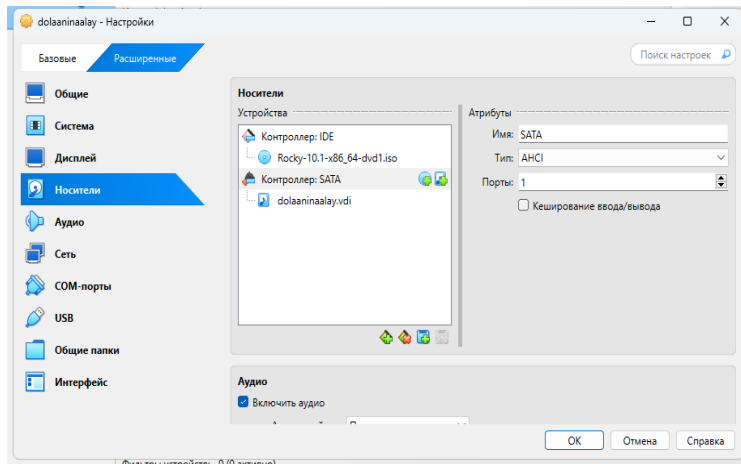 dolaaninaalay - Настройки
Базовые Расширенные Поиск настроек
Общие
Система
Дисплей
Носители
Аудио
Сеть
COM-порты
USB
Общие папки
Интерфейс
Носители
Устройства
Контроллер: IDE
Rocky-10.1-x86_64-dvd1.iso
Контроллер: SATA
dolaaninaalay.vdi
Атрибуты
Имя: SATA
Тип: AHCI
Порты: 1
Кеширование ввода/вывода
Аудио
Включить аудио
OK Отмена Справка